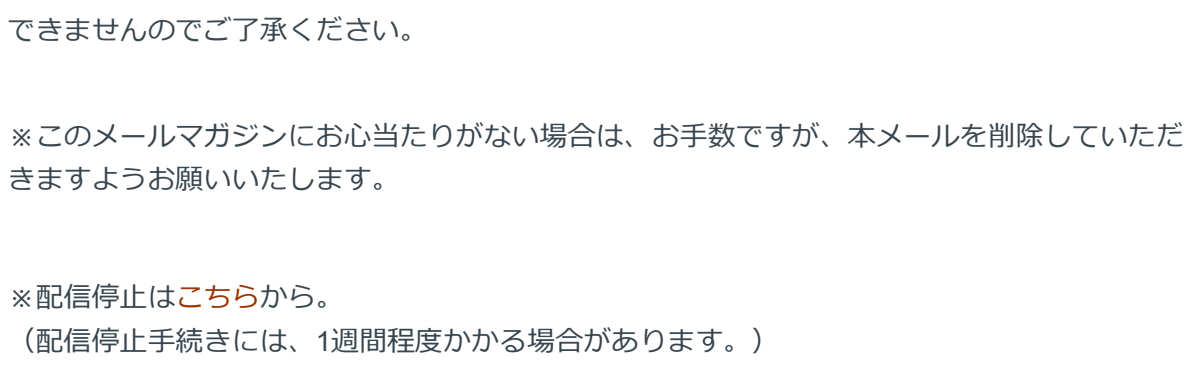 できませんのでご了承ください。
※このメールマガジンにお心当たりがない場合は、お手数ですが、本メールを削除していただ
きますようお願いいたします。
※配信停止はこちらから。
（配信停止手続きには、1週間程度かかる場合があります。）